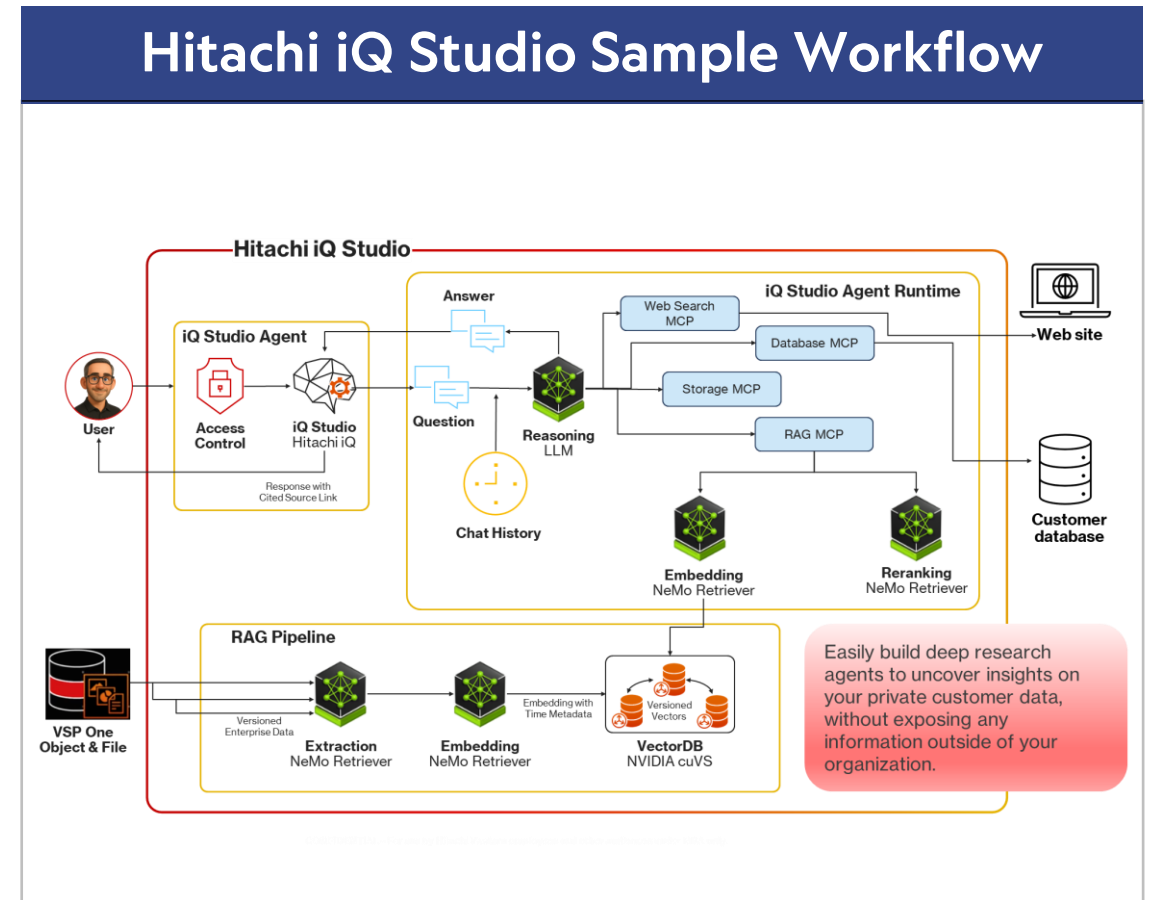 Hitachi iQ Studio Sample Workflow
Hitachi iQ Studio
iQ Studio Agent Runtime
Answer
Web Search
MCP
Database MCP
Storage MCP
RAG MCP
Web site
iQ Studio Agent
User
Access
Control
iQ Studio
Hitachi iQ
Response with
Cited Source Link
Question
Reasoning
LLM
Chat History
Customer
database
Embedding
NeMo Retriever
Reranking
NeMo Retriever
RAG Pipeline
VSP One
Object & File
Versioned
Enterprise Data
Extraction
NeMo Retriever
Embedding
NeMo Retriever
Embedding with
Time Metadata
Versioned
Vectors
VectorDB
NVIDIA cuVS
Easily build deep research
agents to uncover insights on
your private customer data,
without exposing any
information outside of your
organization.